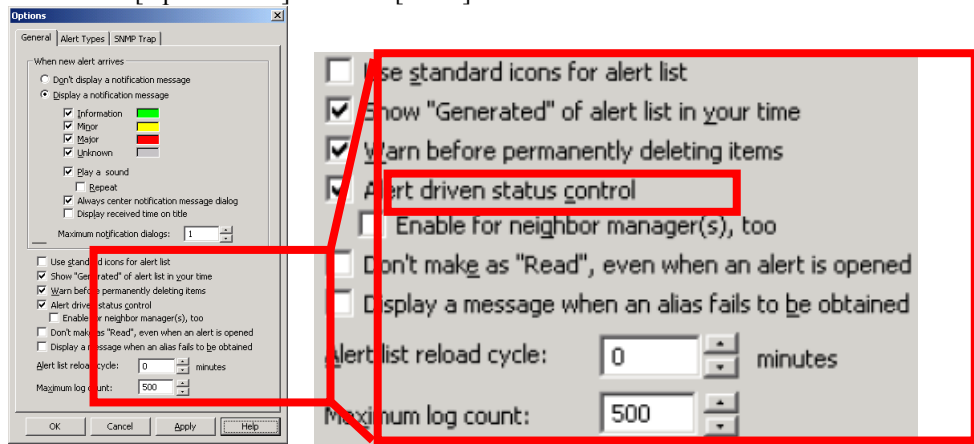 Options
General Alert Types SNMP Trap
When new alert arrives
Don't display a notification message
Display a notification message
Information
Minor
Major
Unknown
Play a sound
Repeat
Always center notification message dialog
Display received time on title
Maximum notification dialogs: 1
Use standard icons for alert list
Show "Generated" of alert list in your time
Warn before permanently deleting items
Alert driven status control
Enable for neighbor manager(s), too
Don't make as "Read", even when an alert is opened
Display a message when an alias fails to be obtained
Alert list reload cycle: 0 minutes
Maximum log count: 500
OK Cancel Apply Help
Use standard icons for alert list
Show "Generated" of alert list in your time
Warn before permanently deleting items
Alert driven status control
Enable for neighbor manager(s), too
Don't make as "Read", even when an alert is opened
Display a message when an alias fails to be obtained
Alert list reload cycle: 0 minutes
Maximum log count: 500